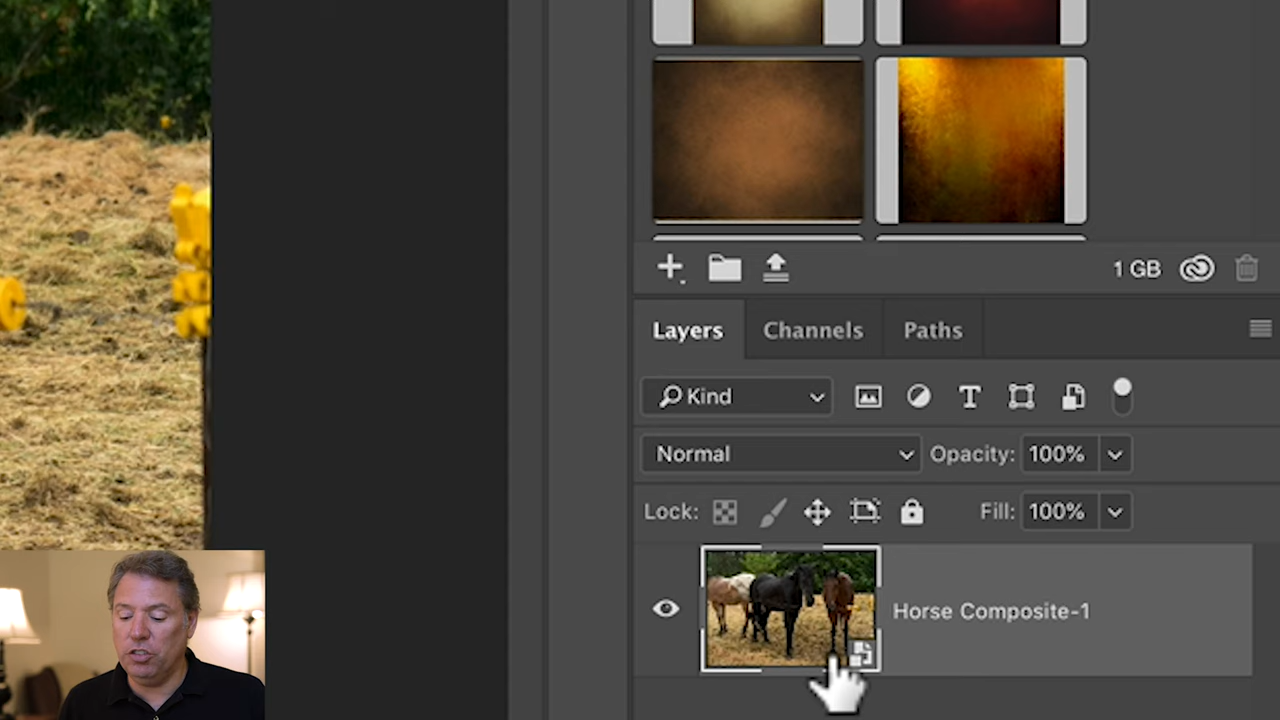 1 GB
Layers Channels Paths
Kind
Normal Opacity: 100%
Lock: Fill: 100%
Horse Composite-1